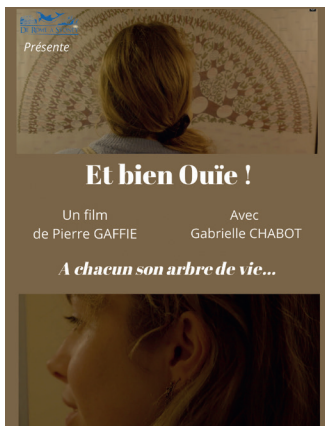 Présente
Et bien Ouïe !
Un film
de Pierre GAFFIE
Avec
Gabrielle CHABOT
A chacun son arbre de vie...